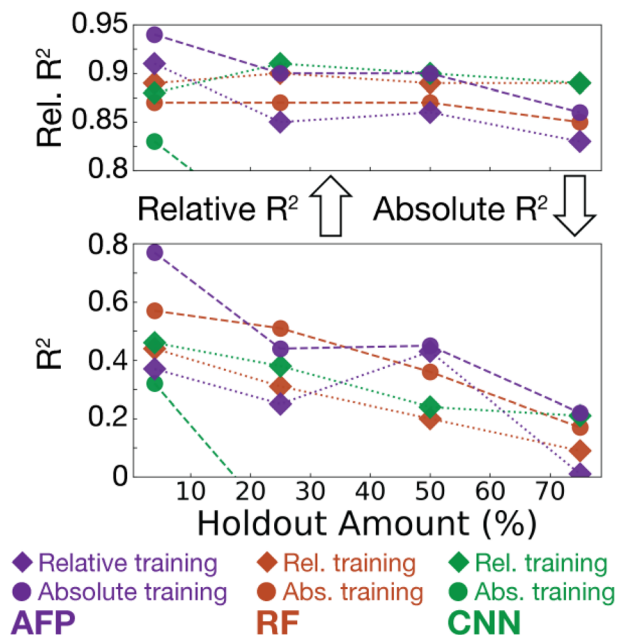 0.95
0.9
0.85
0.8
Rel. R²
Relative R² Absolute R²
0.8
0.6
0.4
0.2
0
R²
10 20 30 40 50 60 70
Holdout Amount (%)
Relative training Rel. training Rel. training
Absolute training Abs. training Abs. training
AFP RF CNN